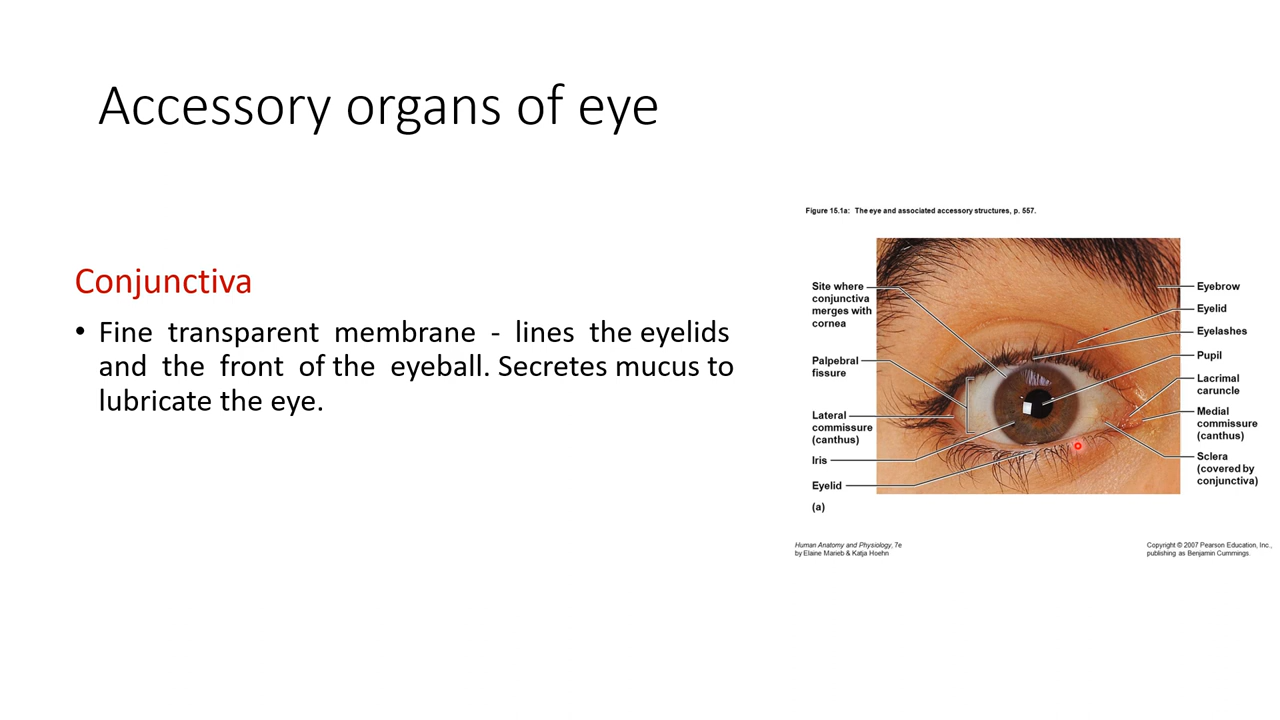 Accessory organs of eye
Conjunctiva
• Fine transparent membrane - lines the eyelids
and the front of the eyeball. Secretes mucus to
lubricate the eye.
Figure 15.1a: The eye and associated accessory structures, p. 557.
Site where
conjunctiva
merges with
cornea
Palpebral
fissure
Lateral
commissure
(canthus)
Iris
Eyelid
(a)
Eyebrow
Eyelid
Eyelashes
Pupil
Lacrimal
caruncle
Medial
commissure
(canthus)
Sclera
(covered by
conjunctiva)
Human Anatomy and Physiology, 7e
by Elaine Marieb & Katja Hoehn
Copyright © 2007 Pearson Education, Inc.,
publishing as Benjamin Cummings.